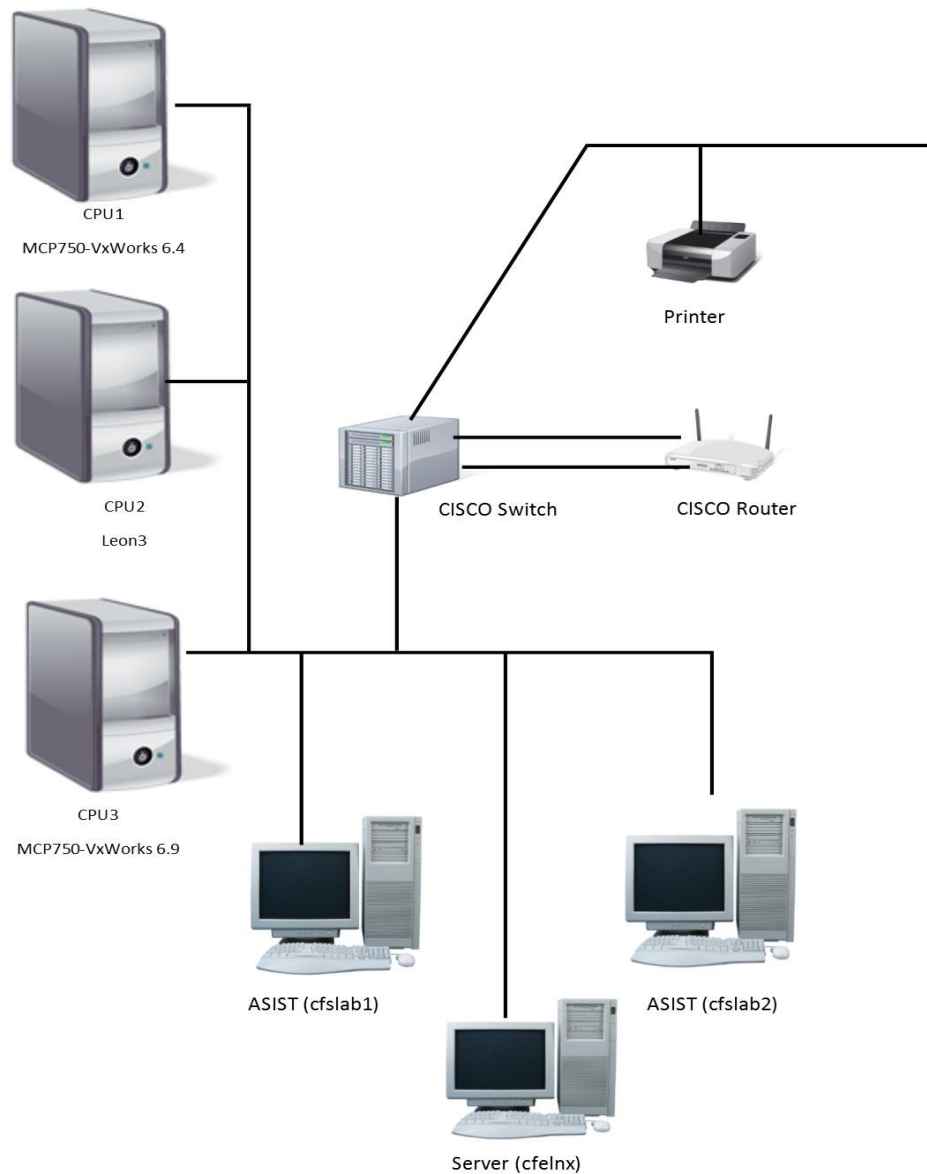 CPU1
MCP750-VxWorks 6.4
CPU2
Leon3
CPU3
MCP750-VxWorks 6.9
Printer
CISCO Switch
CISCO Router
ASIST (cfslab1)
ASIST (cfslab2)
Server (cfelnx)